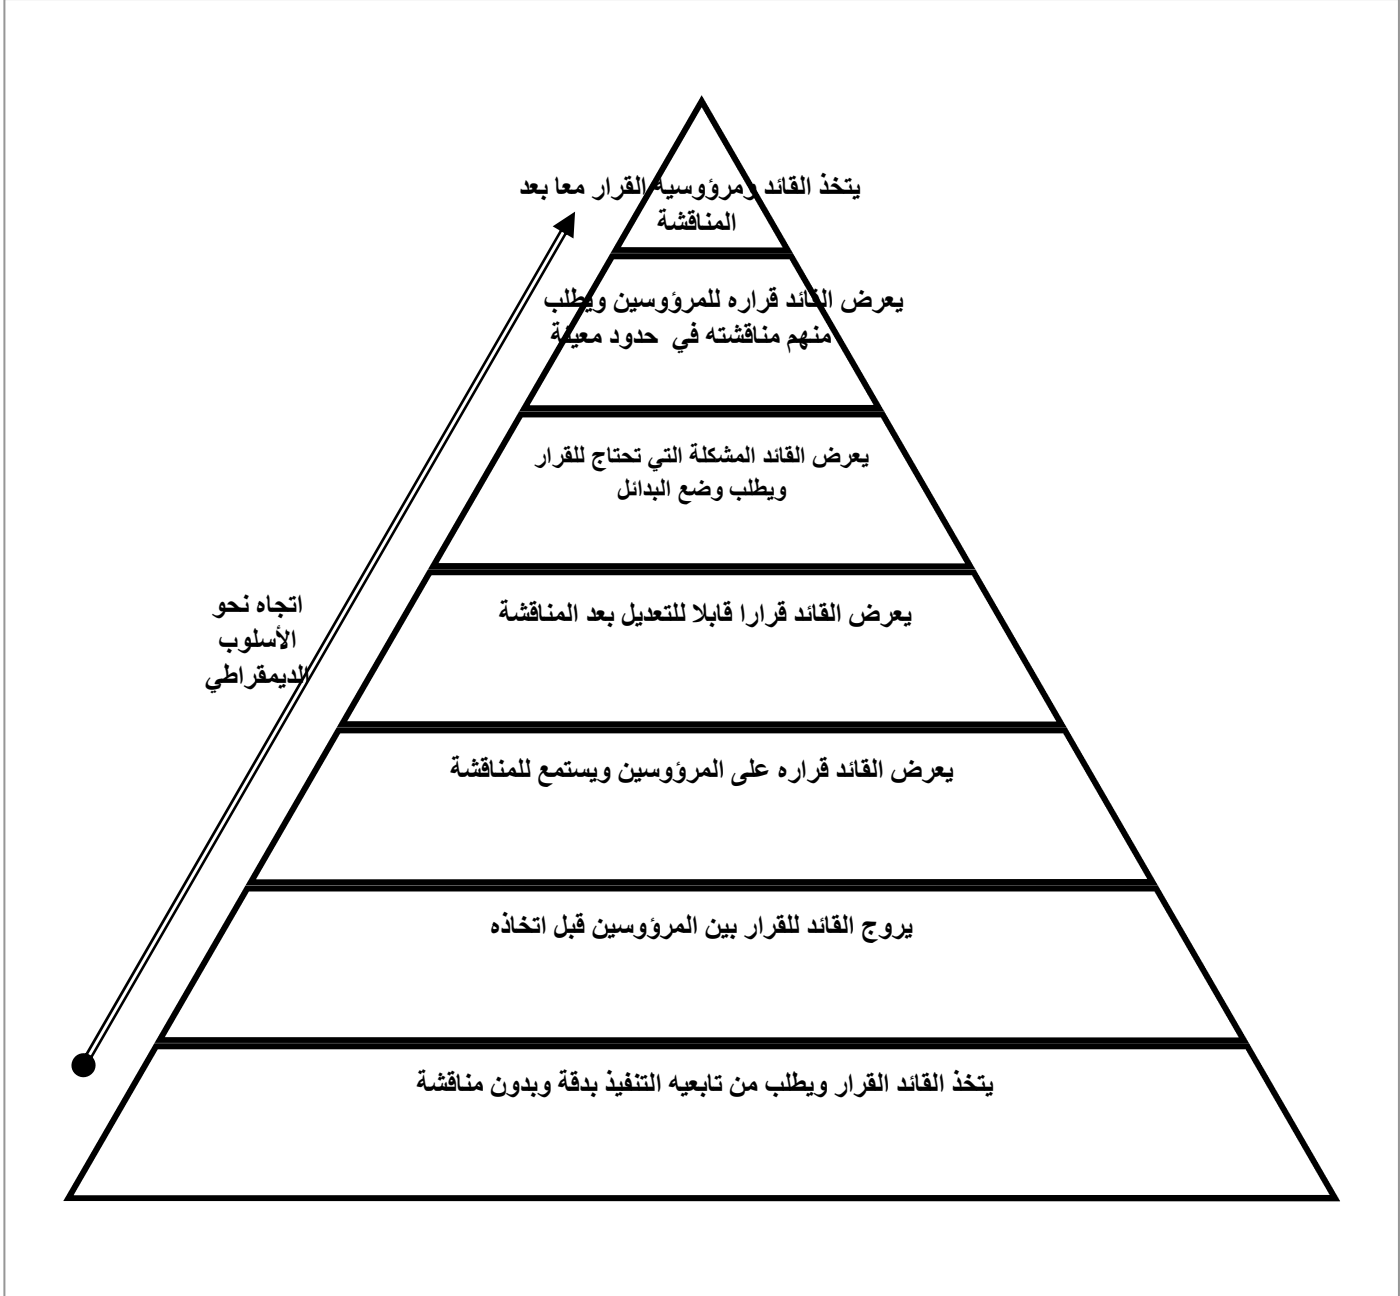 يتخذ القائد ومرؤوسية القرار معا بعد
المناقشة
يعرض القائد قراره للمرؤوسين ويطلب
منهم مناقشته في حدود معينة
يعرض القائد المشكلة التي تحتاج للقرار
ويطلب وضع البدائل
اتجاه نحو
الأسلوب
الديمقراطي
يعرض القائد قرارا قابلا للتعديل بعد المناقشة
يعرض القائد قراره على المرؤوسين ويستمع للمناقشة
يروج القائد للقرار بين المرؤوسين قبل اتخاذه
يتخذ القائد القرار ويطلب من تابعيه التنفيذ بدقة وبدون مناقشة